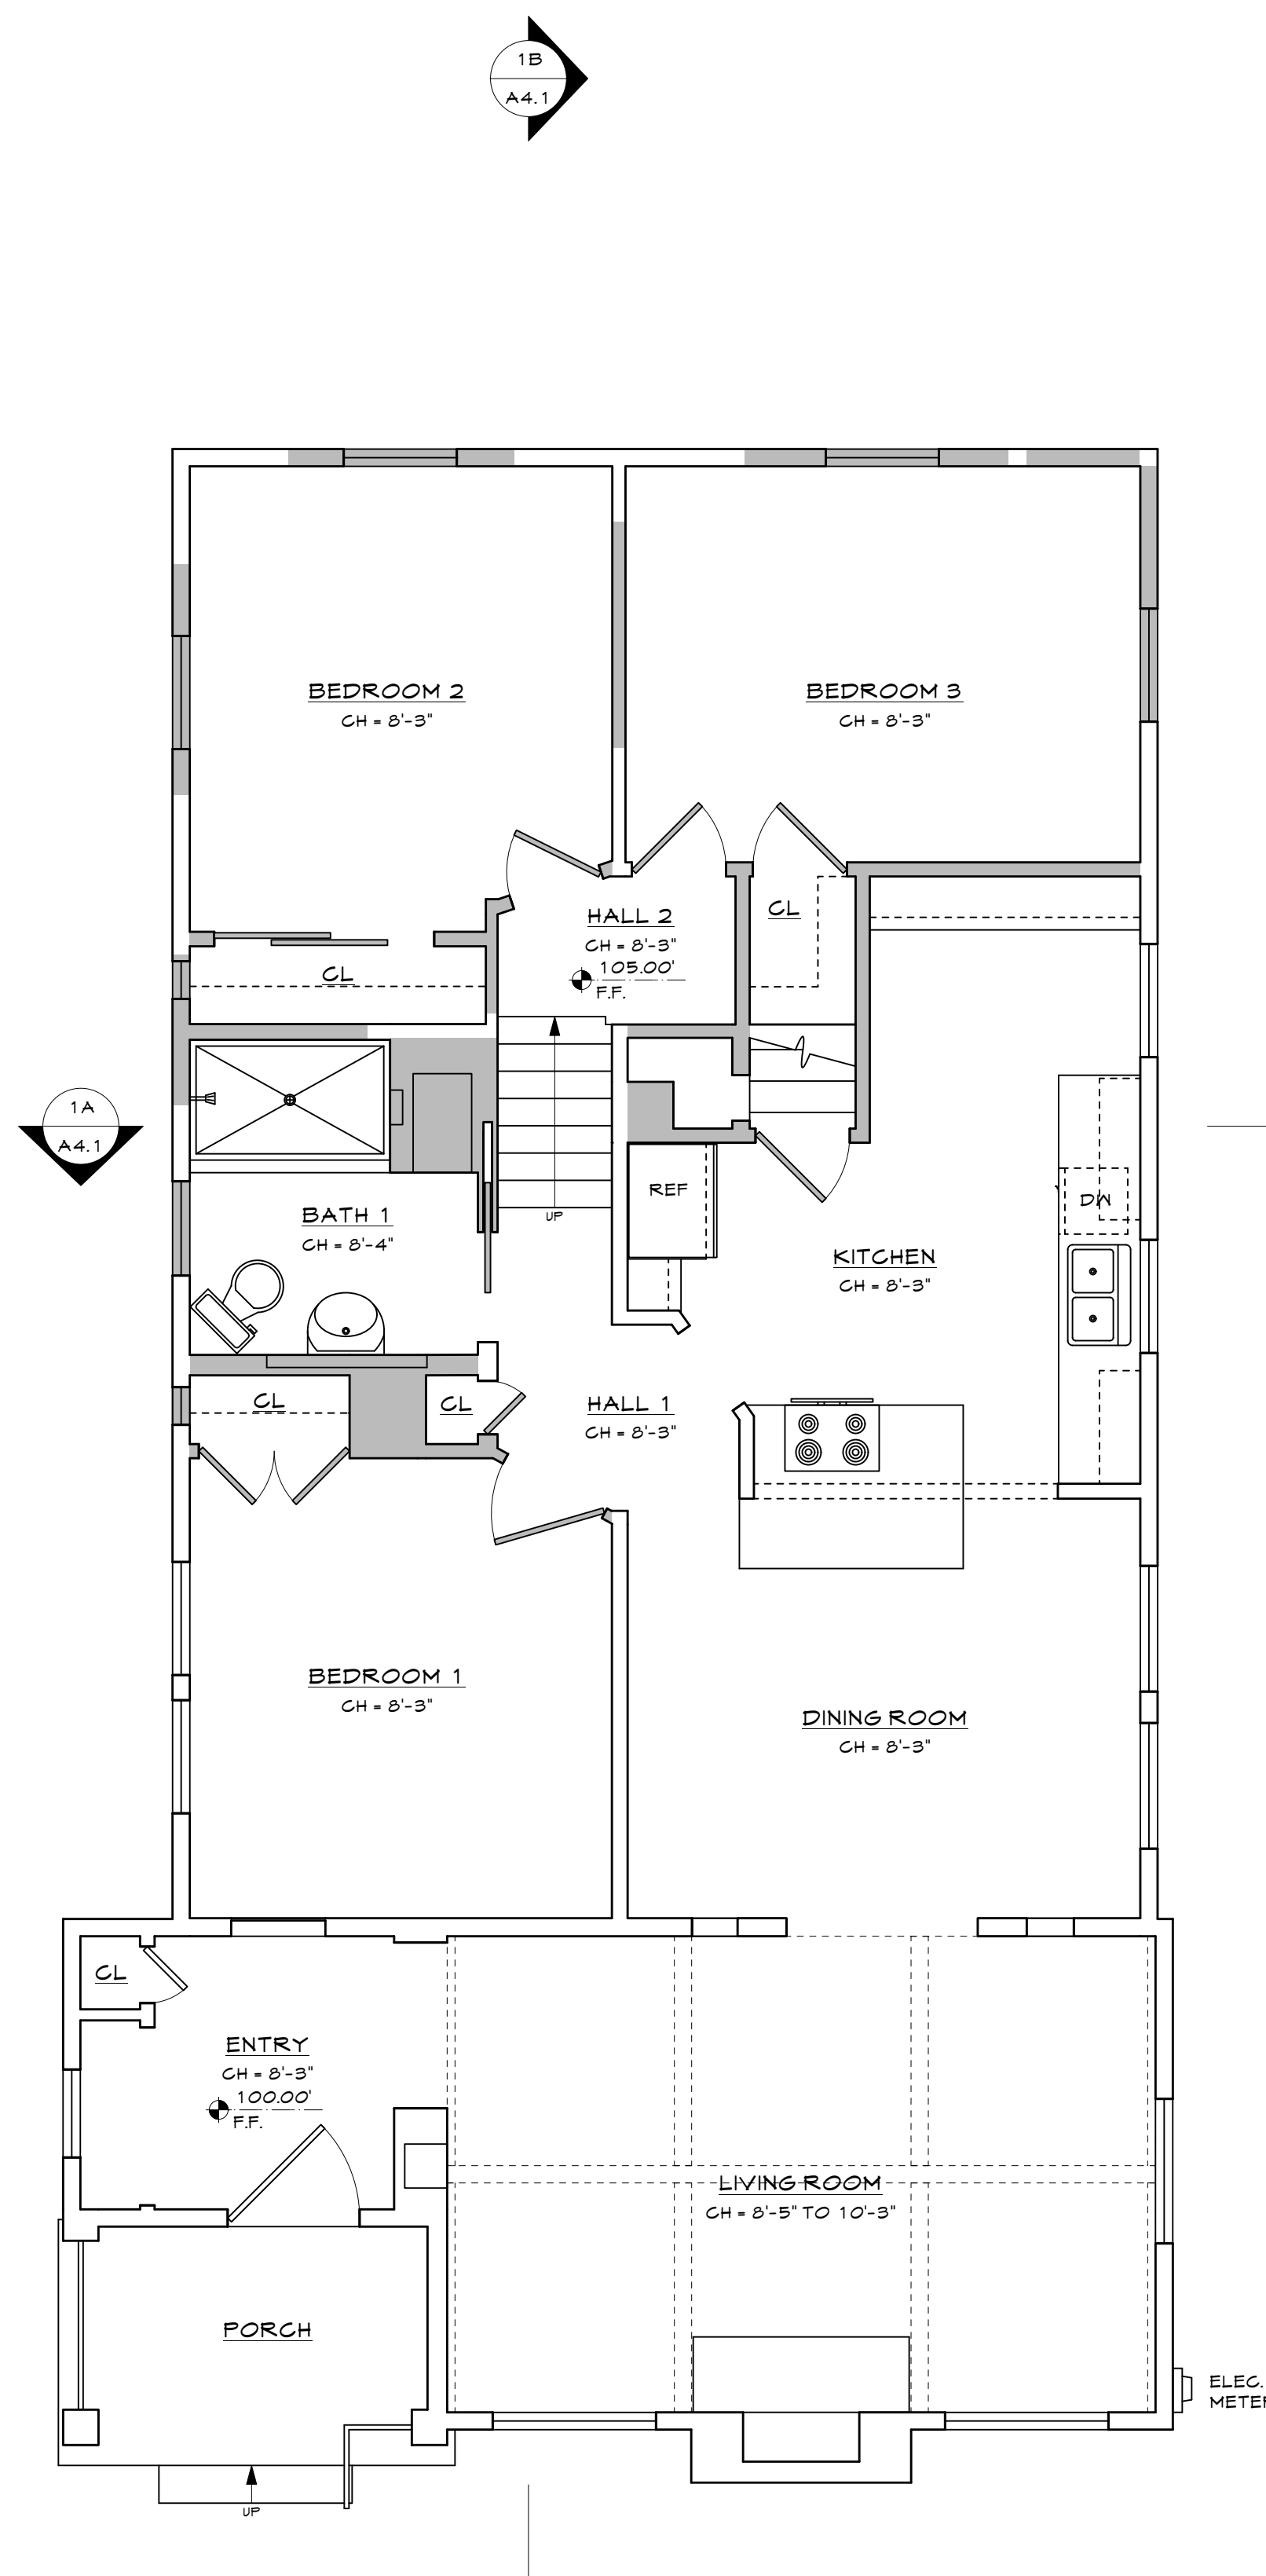 1B
A4.1
BEDROOM 2
CH = 8'-3"
BEDROOM 3
CH = 8'-3"
HALL 2
CH = 8'-3"
105.00'
F.F.
CL
CL
1A
A4.1
UP
REF
BATH 1
CH = 8'-4"
DW
KITCHEN
CH = 8'-3"
CL
CL
HALL 1
CH = 8'-3"
BEDROOM 1
CH = 8'-3"
DINING ROOM
CH = 8'-3"
CL
ENTRY
CH = 8'-3"
100.00'
F.F.
LIVING ROOM
CH = 8'-5" TO 10'-3"
PORCH
ELEC.
METER
UP